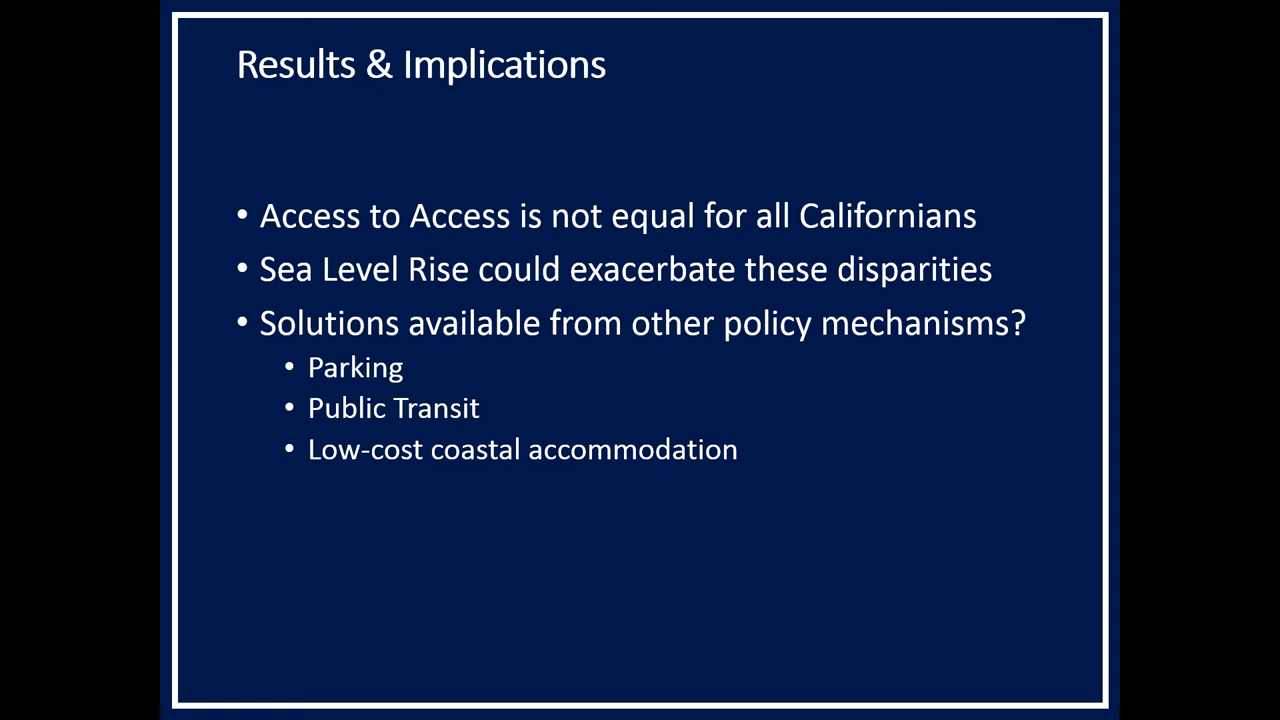 Results & Implications
• Access to Access is not equal for all Californians
• Sea Level Rise could exacerbate these disparities
• Solutions available from other policy mechanisms?
• Parking
• Public Transit
• Low-cost coastal accommodation